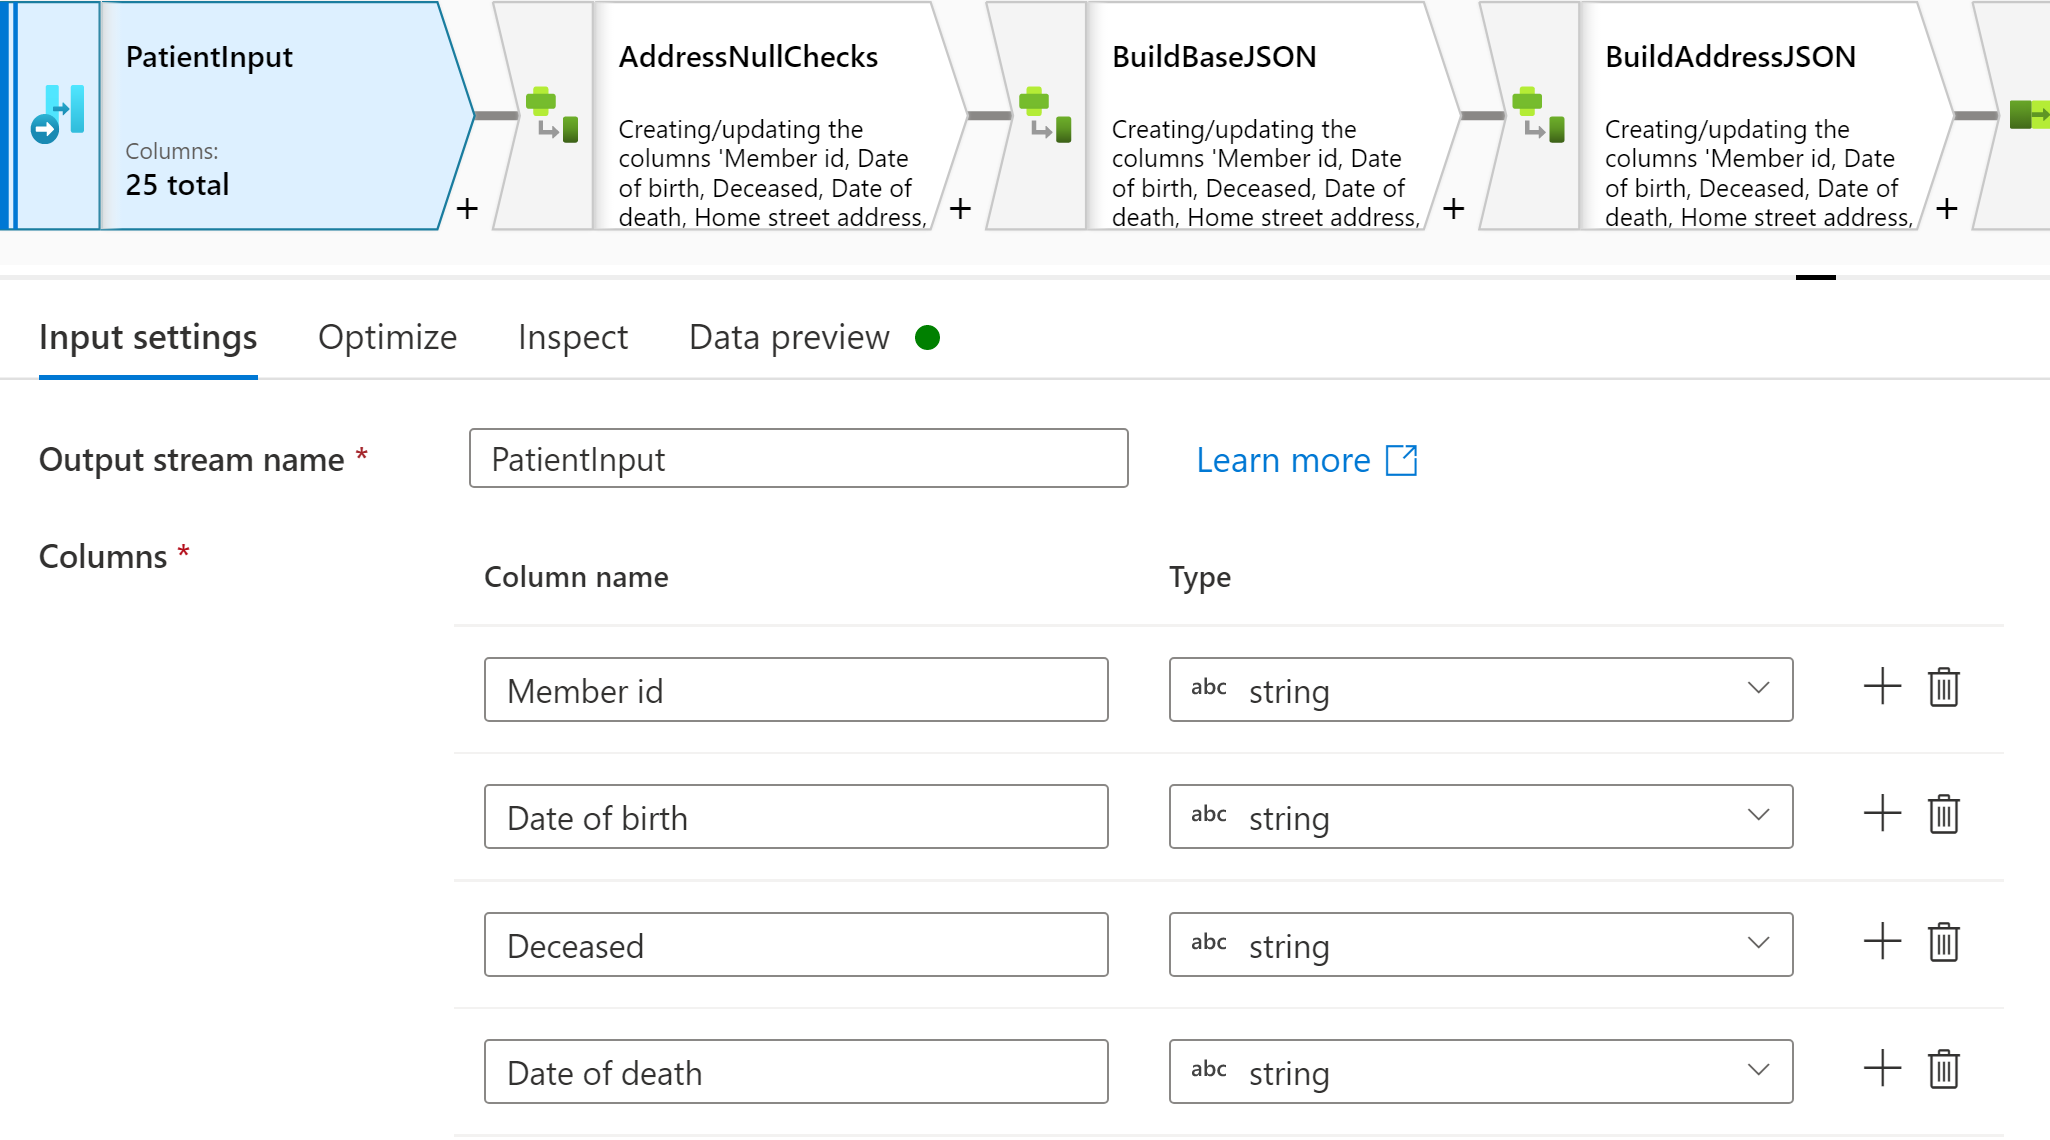 PatientInput
Columns:
25 total
+
AddressNullChecks
Creating/updating the
columns 'Member id, Date
of birth, Deceased, Date of
death, Home street address,
+
BuildBaseJSON
Creating/updating the
columns 'Member id, Date
of birth, Deceased, Date of
death, Home street address,
+
BuildAddressJSON
Creating/updating the
columns 'Member id, Date
of birth, Deceased, Date of
death, Home street address,
+
Input settings Optimize Inspect Data preview
Output stream name * PatientInput Learn more
Columns *
Column name Type
Member id abc string
Date of birth abc string
Deceased abc string
Date of death abc string